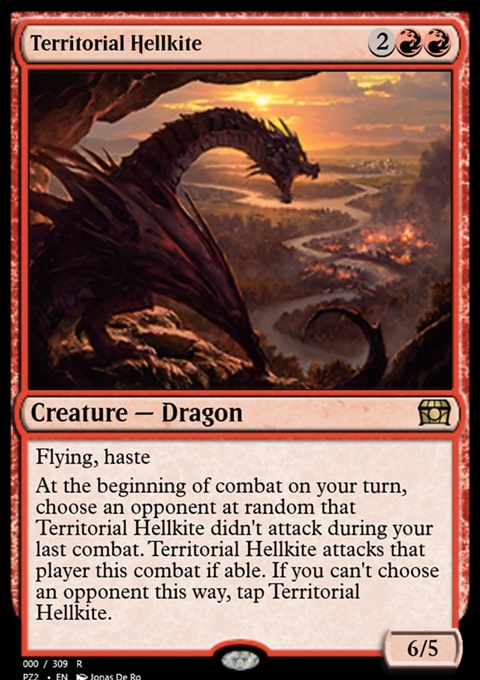 Territorial Hellkite 2
Creature — Dragon
Flying, haste
At the beginning of combat on your turn,
choose an opponent at random that
Territorial Hellkite didn't attack during your
last combat. Territorial Hellkite attacks that
player this combat if able. If you can't choose
an opponent this way, tap Territorial
Hellkite.
6/5
000 / 309 R
PZ2 • EN Jonas De Ro